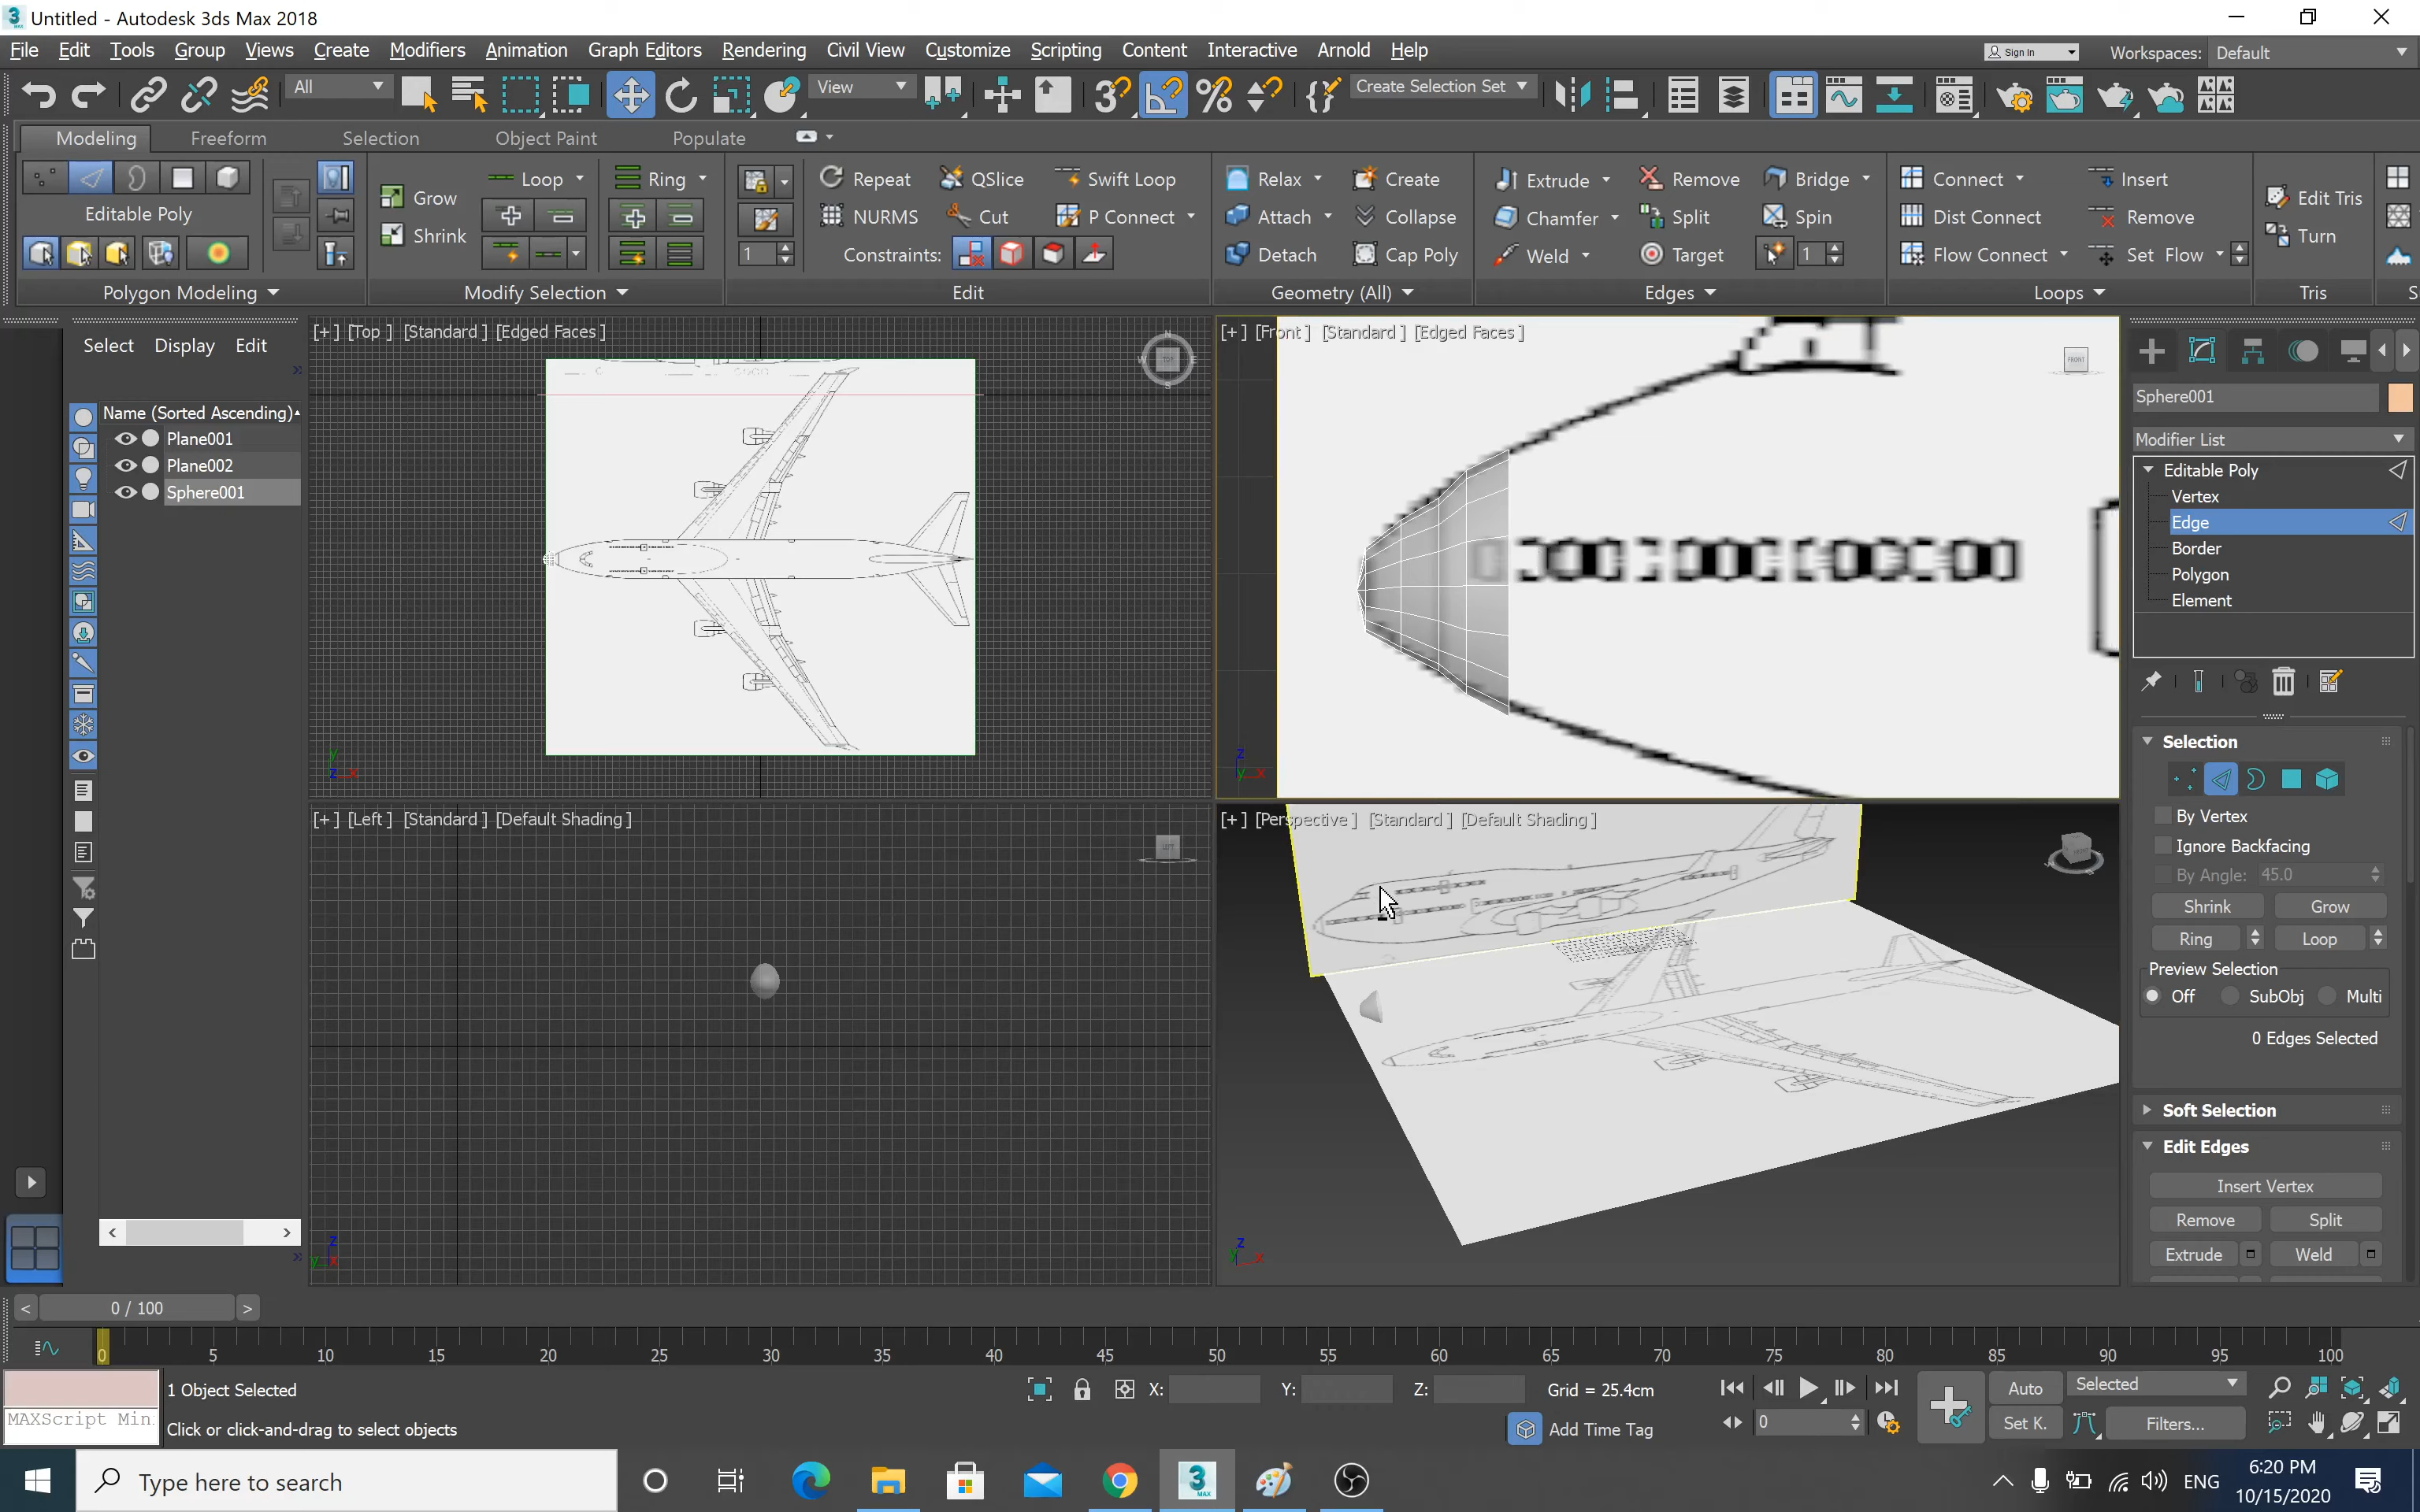 Untitled - Autodesk 3ds Max 2018
File Edit Tools Group Views Create Modifiers Animation Graph Editors Rendering Civil View Customize Scripting Content Interactive Arnold Help
Sign In Workspaces: Default
All View Create Selection Set
Modeling Freeform Selection Object Paint Populate
Loop Ring Repeat QSlice Swift Loop Relax Create Extrude Remove Bridge Connect Insert
Grow Edit Tris
Editable Poly NURMS Cut P Connect Attach Collapse Chamfer Split Spin Dist Connect Remove
Shrink Turn
1 Constraints: Detach Cap Poly Weld Target 1 Flow Connect Set Flow
Polygon Modeling Modify Selection Edit Geometry (All) Edges Loops Tris S
Select Display Edit
Name (Sorted Ascending)
Plane001
Plane002
Sphere001
[+] [Top ] [Standard ] [Edged Faces ]
N
W TOP E
S
z x
y
[+] [Front ] [Standard ] [Edged Faces ]
FRONT
z
y x
[+] [Left ] [Standard ] [Default Shading ]
LEFT
z
y x
[+] [Perspective ] [Standard ] [Default Shading ]
z
y x
Sphere001
Modifier List
Editable Poly
Vertex
Edge
Border
Polygon
Element
Selection
By Vertex
Ignore Backfacing
By Angle: 45.0
Shrink Grow
Ring Loop
Preview Selection
Off SubObj Multi
0 Edges Selected
Soft Selection
Edit Edges
Insert Vertex
Remove Split
Extrude Weld
< 0 / 100 >
0 5 10 15 20 25 30 35 40 45 50 55 60 65 70 75 80 85 90 95 100
1 Object Selected X: Y: Z: Grid = 25.4cm Auto Selected
MAXScript Min
Click or click-and-drag to select objects Add Time Tag 0 Set K. Filters...
Type here to search
ENG
6:20 PM
10/15/2020